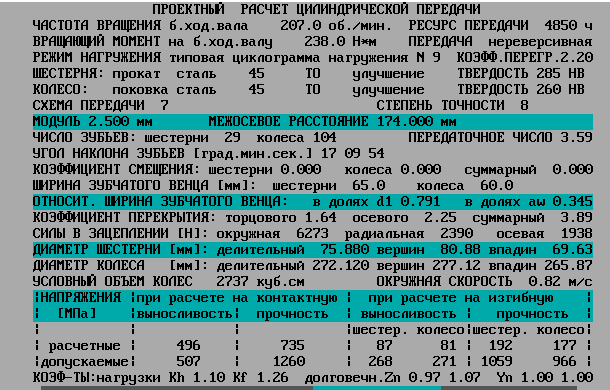 ПРОЕКТНЫЙ РАСЧЕТ ЦИЛИНДРИЧЕСКОЙ ПЕРЕДАЧИ
ЧАСТОТА ВРАЩЕНИЯ б.ход.вала 207.0 об./мин. РЕСУРС ПЕРЕДАЧИ 4850 ч
ВРАЩАЮЩИЙ МОМЕНТ на б.ход.валу 238.0 Н*м ПЕРЕДАЧА нереверсивная
РЕЖИМ НАГРУЖЕНИЯ типовая циклограмма нагружения N 9 КОЭФФ.ПЕРЕГР.2.20
ШЕСТЕРНЯ: прокат сталь 45 ТО улучшение ТВЕРДОСТЬ 285 HB
КОЛЕСО: поковка сталь 45 ТО улучшение ТВЕРДОСТЬ 260 HB
СХЕМА ПЕРЕДАЧИ 7 СТЕПЕНЬ ТОЧНОСТИ 8
МОДУЛЬ 2.500 мм МЕЖОСЕВОЕ РАССТОЯНИЕ 174.000 мм
ЧИСЛО ЗУБЬЕВ: шестерни 29 колеса 104 ПЕРЕДАТОЧНОЕ ЧИСЛО 3.59
УГОЛ НАКЛОНА ЗУБЬЕВ [град.мин.сек.] 17 09 54
КОЭФФИЦИЕНТ СМЕЩЕНИЯ: шестерни 0.000 колеса 0.000 суммарный 0.000
ШИРИНА ЗУБЧАТОГО ВЕНЦА [мм]: шестерни 65.0 колеса 60.0
ОТНОСИТ. ШИРИНА ЗУБЧАТОГО ВЕНЦА: в долях d1 0.791 в долях aw 0.345
КОЭФФИЦИЕНТ ПЕРЕКРЫТИЯ: торцового 1.64 осевого 2.25 суммарный 3.89
СИЛЫ В ЗАЦЕПЛЕНИИ [Н]: окружная 6273 радиальная 2390 осевая 1938
ДИАМЕТР ШЕСТЕРНИ [мм]: делительный 75.880 вершин 80.88 впадин 69.63
ДИАМЕТР КОЛЕСА [мм]: делительный 272.120 вершин 277.12 впадин 265.87
УСЛОВНЫЙ ОБЪЕМ КОЛЕС 2737 куб.см ОКРУЖНАЯ СКОРОСТЬ 0.82 м/с
¦НАПРЯЖЕНИЯ ¦при расчете на контактную ¦ при расчете на изгибную ¦
¦ [МПа] ¦выносливость¦ прочность ¦ выносливость ¦ прочность ¦
¦ ¦ ¦ ¦шестер. колесо¦шестер. колесо¦
¦ расчетные ¦ 496 ¦ 735 ¦ 87 81 ¦ 192 177 ¦
¦допускаемые¦ 507 ¦ 1260 ¦ 268 271 ¦ 1059 966 ¦
КОЭФ-ТЫ:нагрузки Kh 1.10 Kf 1.26 долговечн.Zn 0.97 1.07 Yn 1.00 1.00